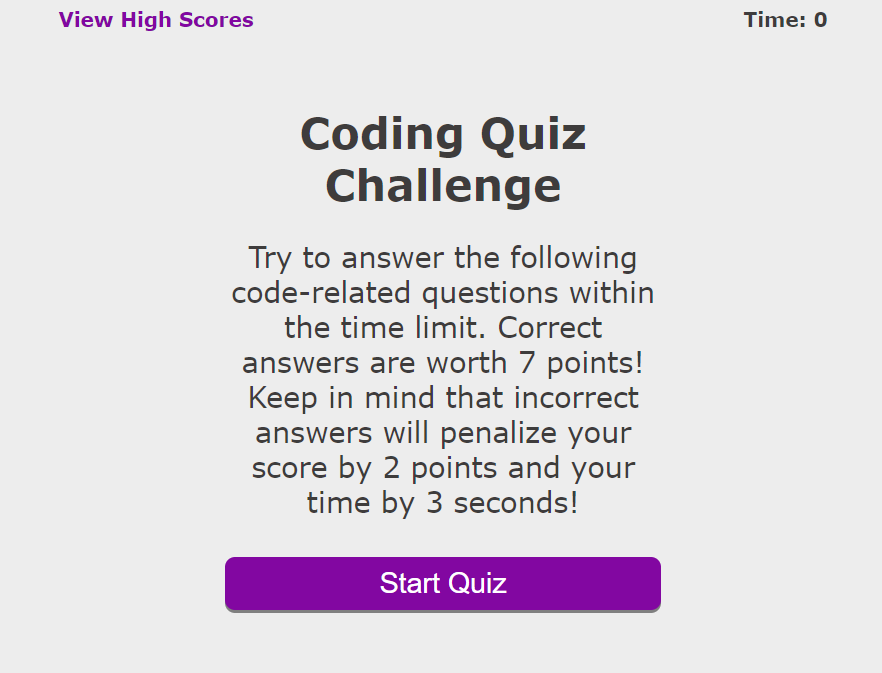 View High Scores
Time: 0
Coding Quiz
Challenge
Try to answer the following
code-related questions within
the time limit. Correct
answers are worth 7 points!
Keep in mind that incorrect
answers will penalize your
score by 2 points and your
time by 3 seconds!
Start Quiz